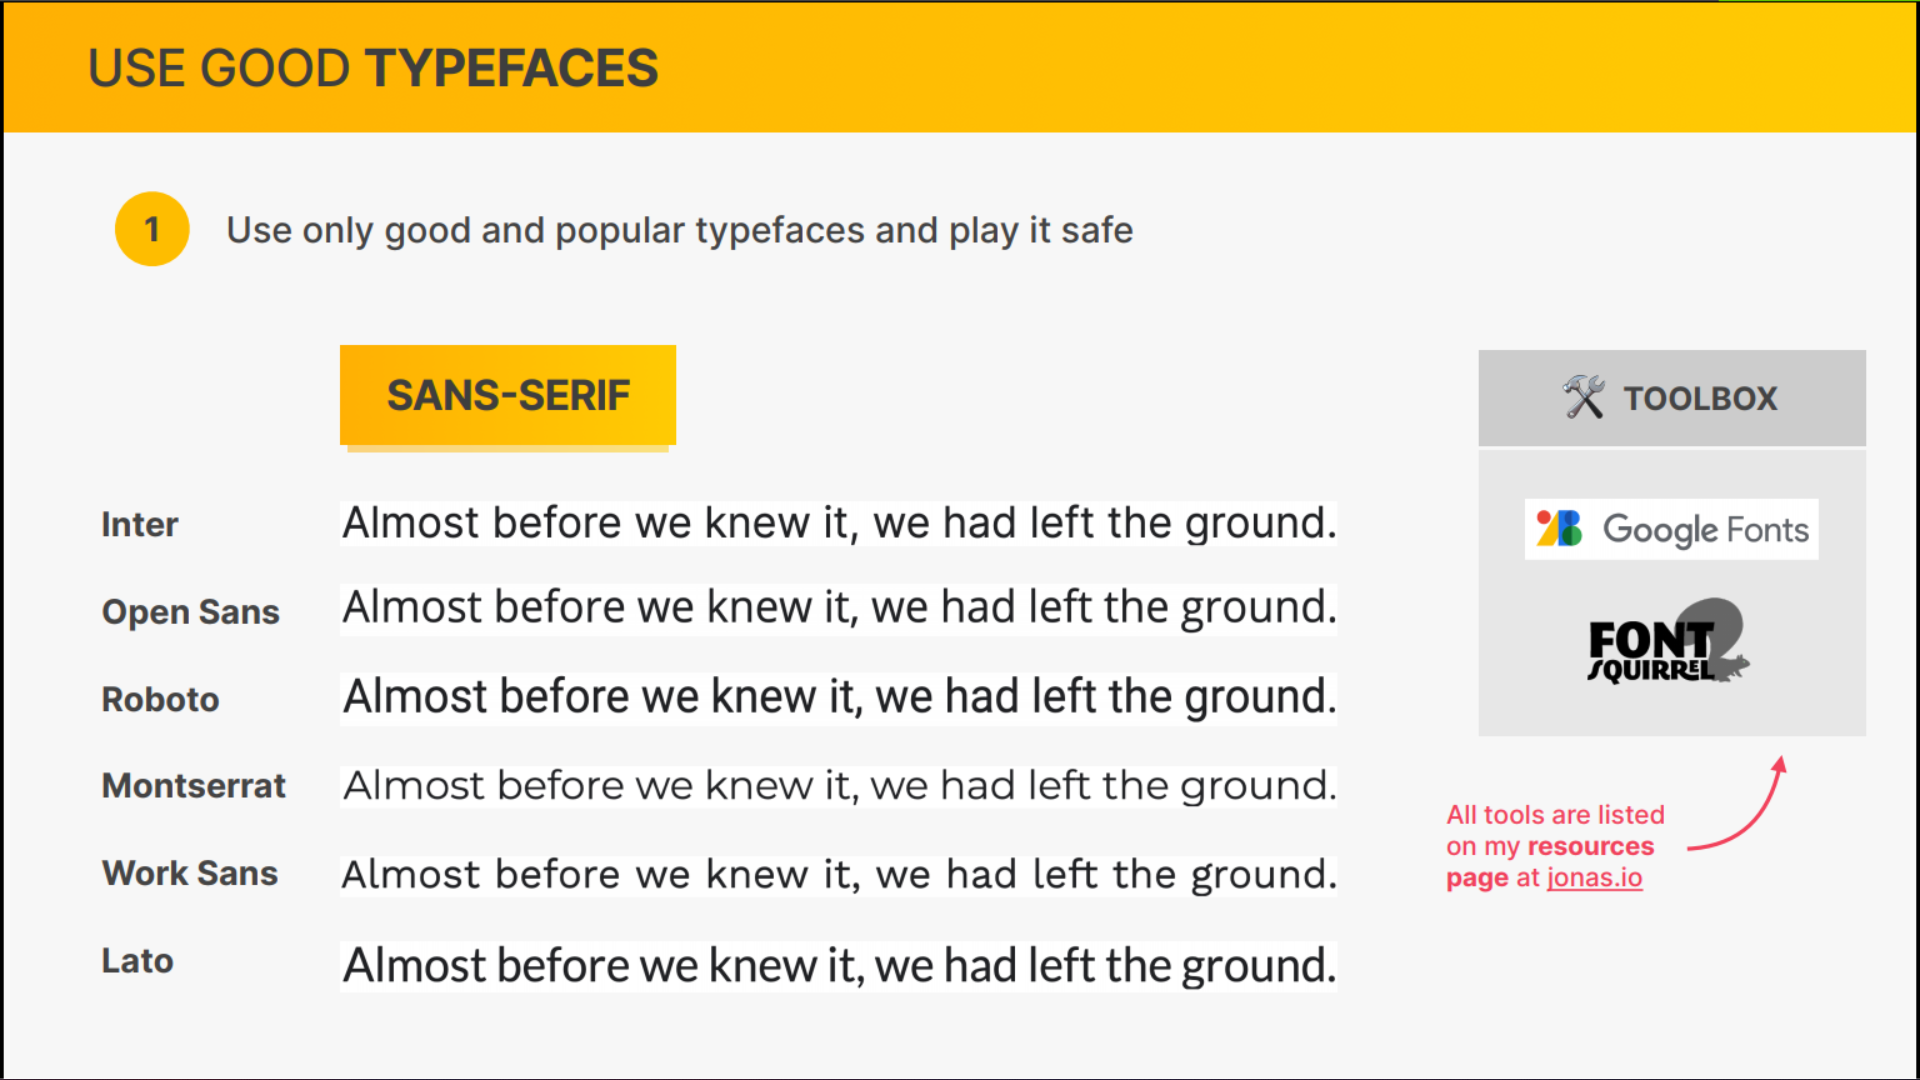 USE GOOD TYPEFACES
1
Use only good and popular typefaces and play it safe
SANS-SERIF
Inter
Almost before we knew it, we had left the ground.
Open Sans
Almost before we knew it, we had left the ground.
Roboto
Almost before we knew it, we had left the ground.
Montserrat
Almost before we knew it, we had left the ground.
Work Sans
Almost before we knew it, we had left the ground.
Lato
Almost before we knew it, we had left the ground.
TOOLBOX
Google Fonts
FONT
SQUIRREL
All tools are listed
on my resources
page at jonas.io